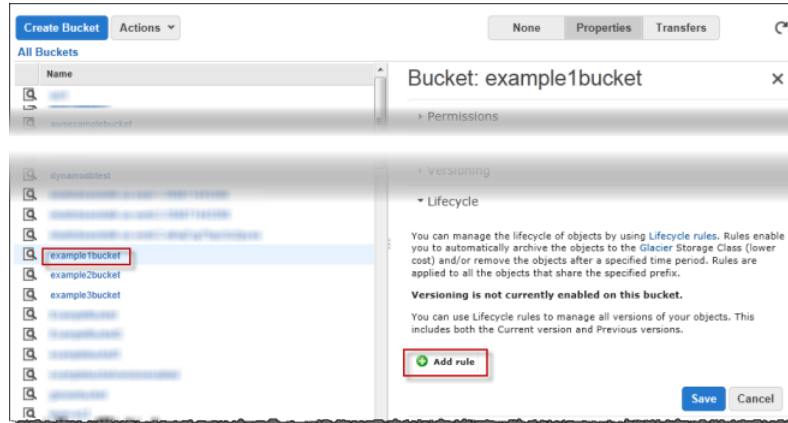 Create Bucket Actions None Properties Transfers
All Buckets
Name
Bucket: example1bucket
Permissions
awsexamplebucket
dynamodbtest
Versioning
Lifecycle
You can manage the lifecycle of objects by using Lifecycle rules. Rules enable
you to automatically archive the objects to the Glacier Storage Class (lower
cost) and/or remove the objects after a specified time period. Rules are
applied to all the objects that share the specified prefix.
example1bucket
example2bucket
example3bucket
Versioning is not currently enabled on this bucket.
You can use Lifecycle rules to manage all versions of your objects. This
includes both the Current version and Previous versions.
Add rule
Save Cancel